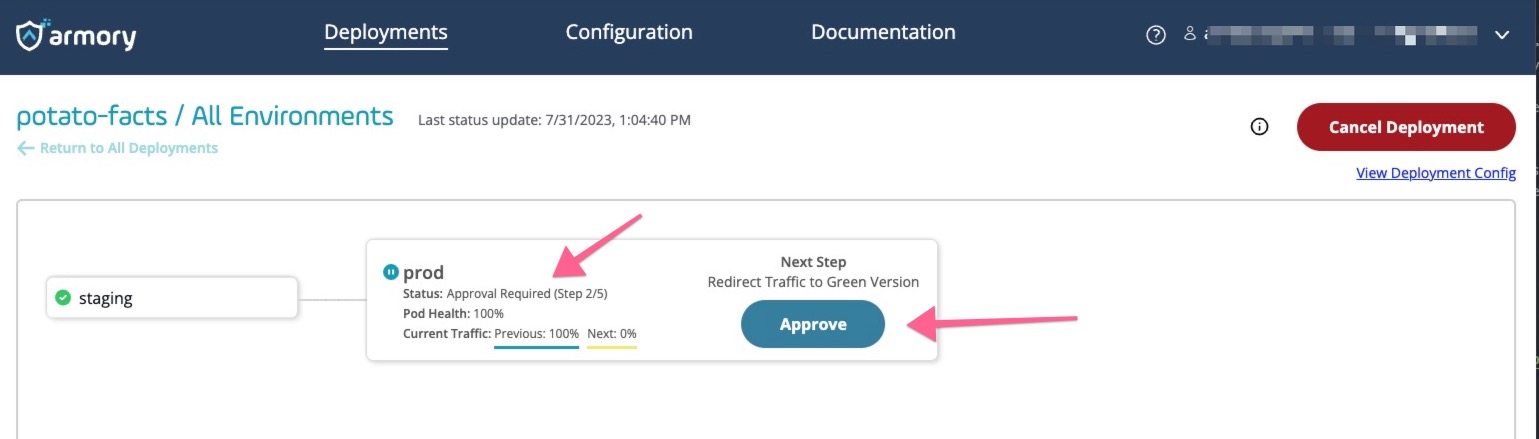 armory
Deployments
Configuration
Documentation
potato-facts / All Environments
Last status update: 7/31/2023, 1:04:40 PM
Cancel Deployment
← Return to All Deployments
View Deployment Config
staging
prod
Status: Approval Required (Step 2/5)
Pod Health: 100%
Current Traffic: Previous: 100% Next: 0%
Next Step
Redirect Traffic to Green Version
Approve